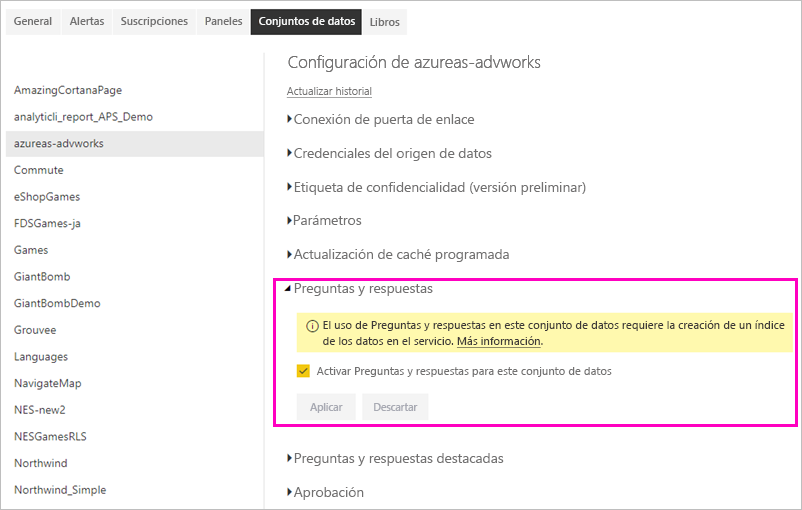 General
Alertas
Suscripciones
Paneles
Conjuntos de datos
Libros
AmazingCortanaPage
analyticli_report_APS_Demo
azureas-advworks
Commute
eShopGames
FDSGames-ja
Games
GiantBomb
GiantBombDemo
Grouvee
Languages
NavigateMap
NES-new2
NESGamesRLS
Northwind
Northwind_Simple
Configuración de azureas-advworks
Actualizar historial
Conexión de puerta de enlace
Credenciales del origen de datos
Etiqueta de confidencialidad (versión preliminar)
Parámetros
Actualización de caché programada
Preguntas y respuestas
El uso de Preguntas y respuestas en este conjunto de datos requiere la creación de un índice
de los datos en el servicio. Más información.
Activar Preguntas y respuestas para este conjunto de datos
Aplicar
Descartar
Preguntas y respuestas destacadas
Aprobación